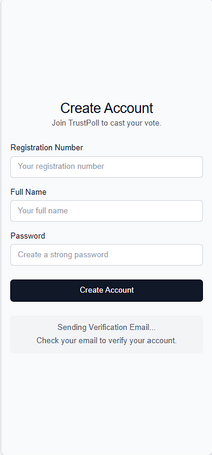 Create Account
Join TrustPoll to cast your vote.
Registration Number
Your registration number
Full Name
Your full name
Password
Create a strong password
Create Account
Sending Verification Email...
Check your email to verify your account.